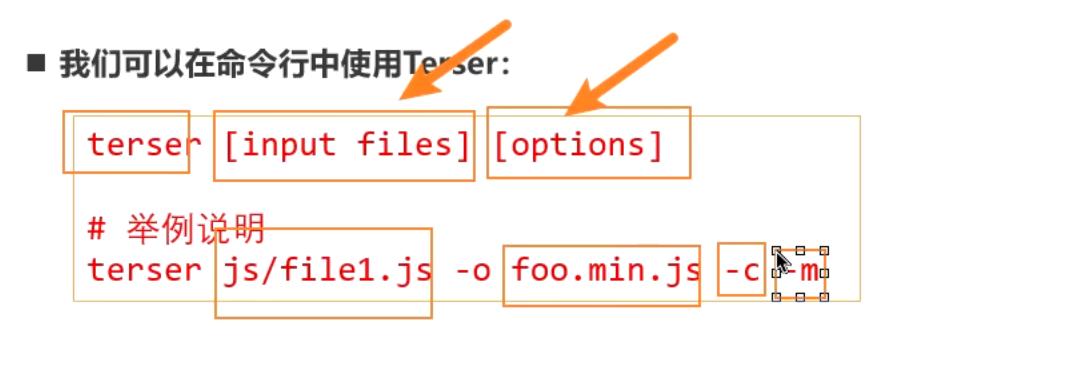 我们可以在命令行中使用Terser：
terser [input files] [options]
# 举例说明
terser js/file1.js -o foo.min.js -c -m